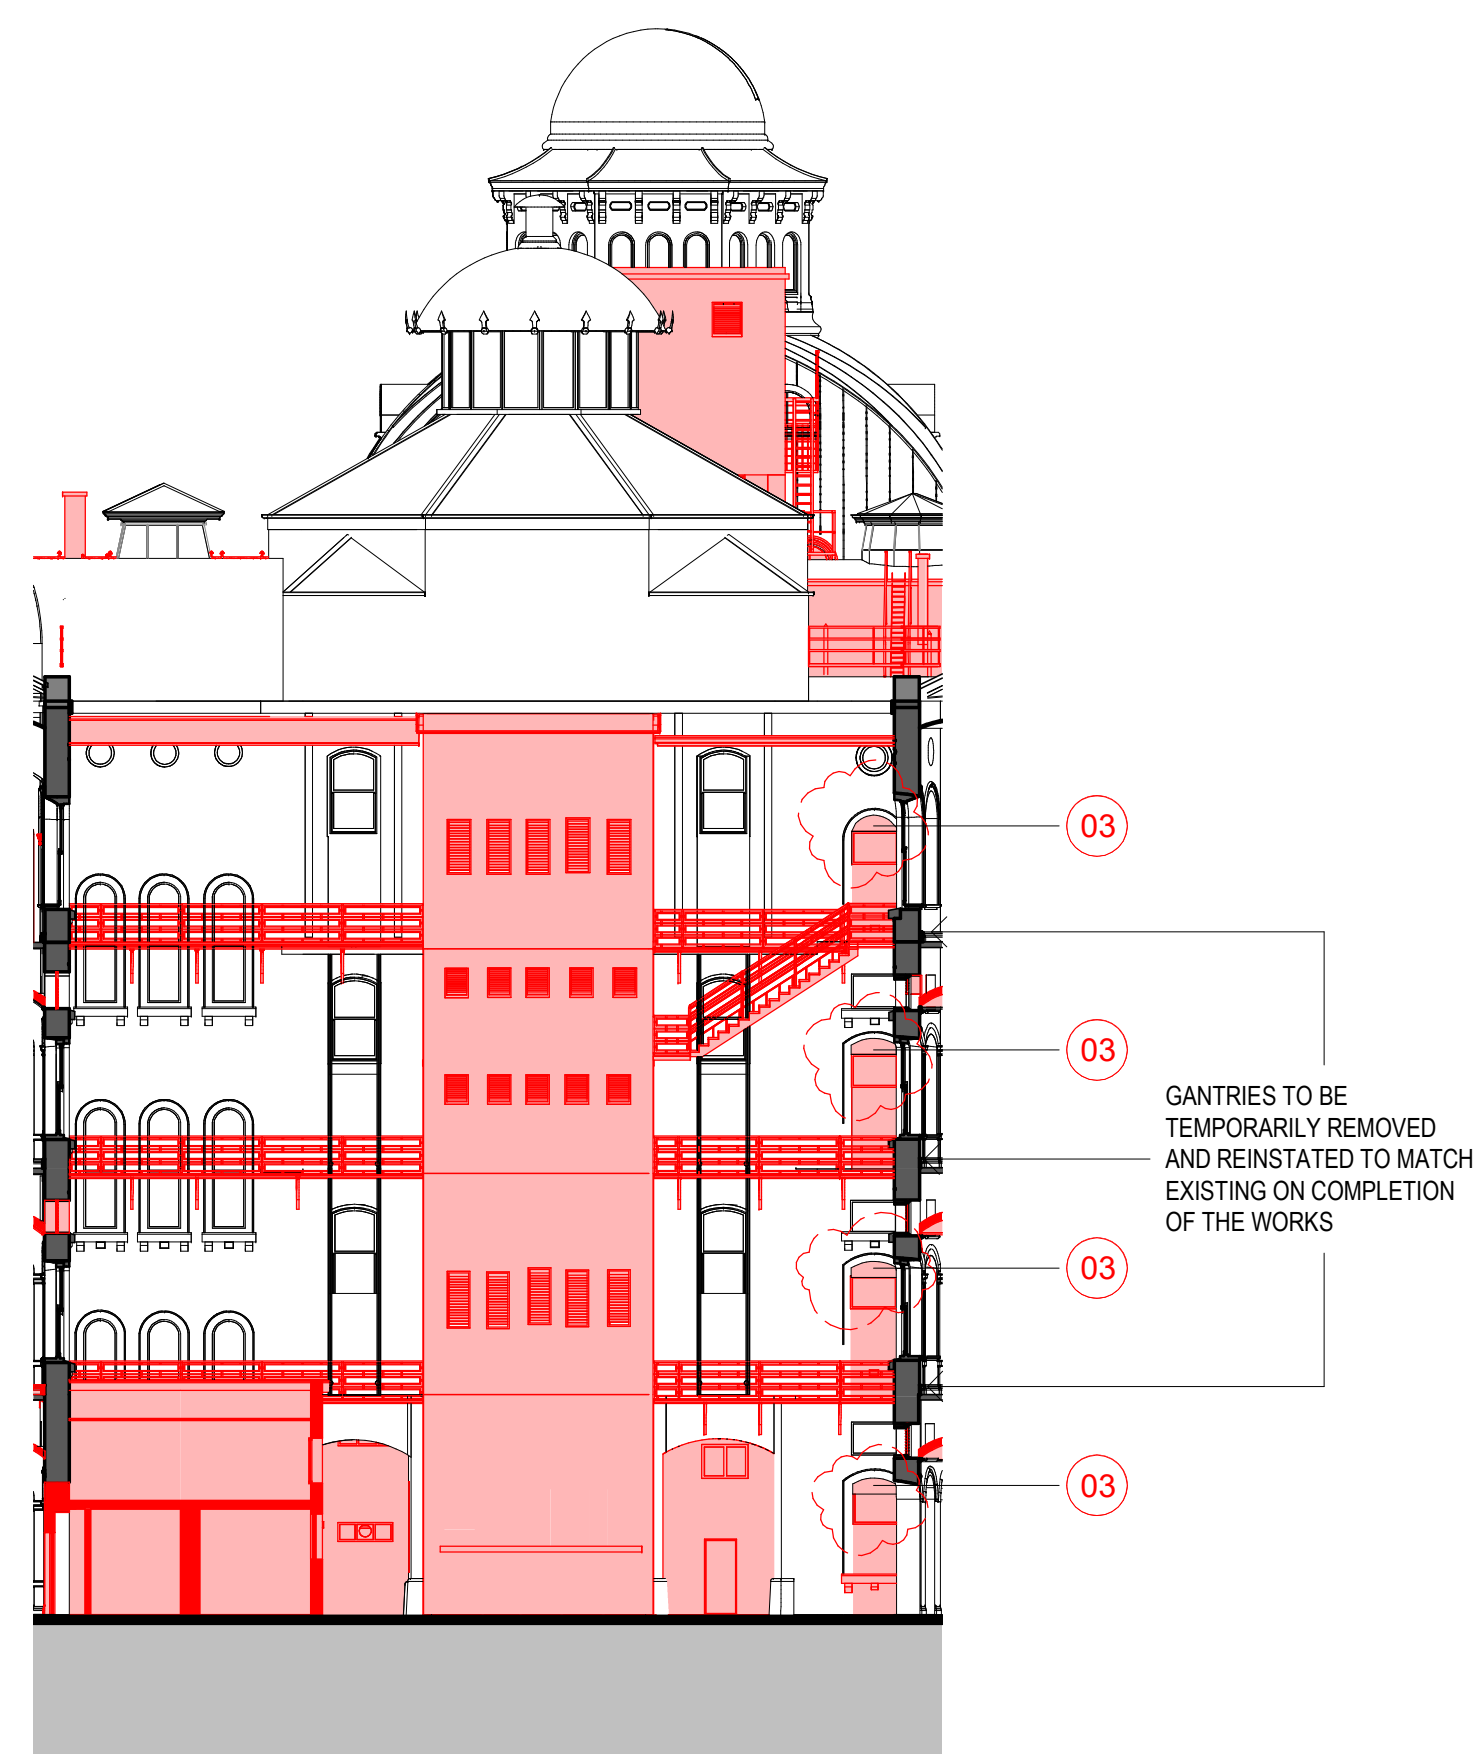 03
03
GANTRIES TO BE
TEMPORARILY REMOVED
AND REINSTATED TO MATCH
EXISTING ON COMPLETION
OF THE WORKS
03
03